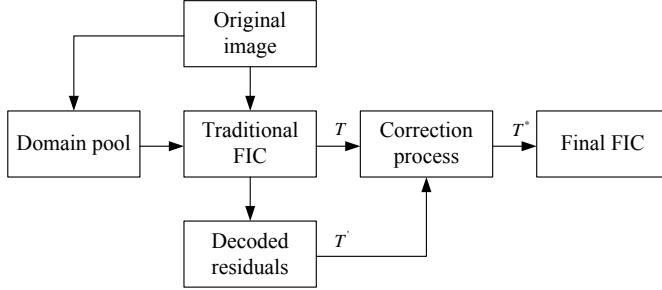 Original
image
Domain pool
Traditional
FIC
T
Correction
process
T*
Final FIC
Decoded
residuals
T'